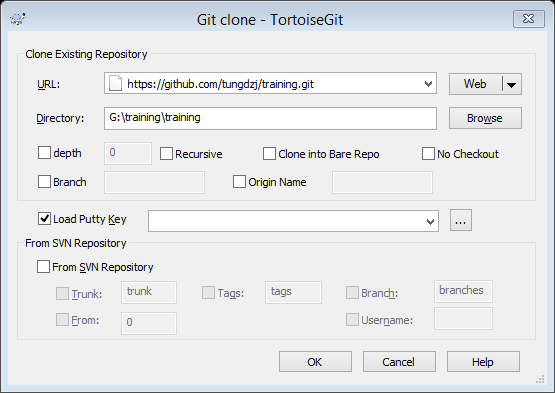 Git clone - TortoiseGit
Clone Existing Repository
URL: https://github.com/tungdzj/training.git Web
Directory: G:\training\training Browse
depth 0 Recursive Clone into Bare Repo No Checkout
Branch Origin Name
Load Putty Key ...
From SVN Repository
From SVN Repository
Trunk: trunk Tags: tags Branch: branches
From: 0 Username:
OK Cancel Help